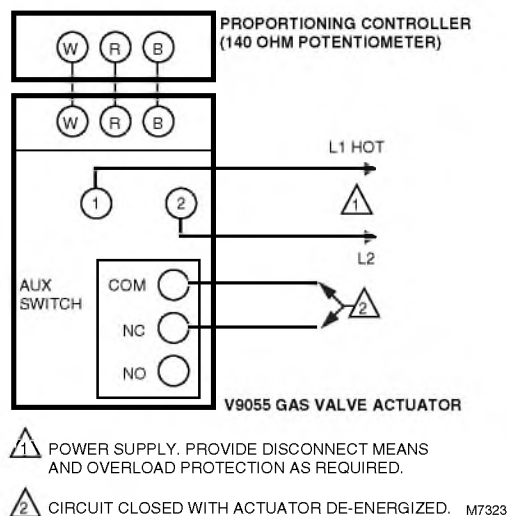 PROPORTIONING CONTROLLER
(140 OHM POTENTIOMETER)
W R B
W R B
L1 HOT
1 2
1
L2
AUX
SWITCH
COM
2
NC
NO
V9055 GAS VALVE ACTUATOR
1 POWER SUPPLY. PROVIDE DISCONNECT MEANS
AND OVERLOAD PROTECTION AS REQUIRED.
2 CIRCUIT CLOSED WITH ACTUATOR DE-ENERGIZED. M7323